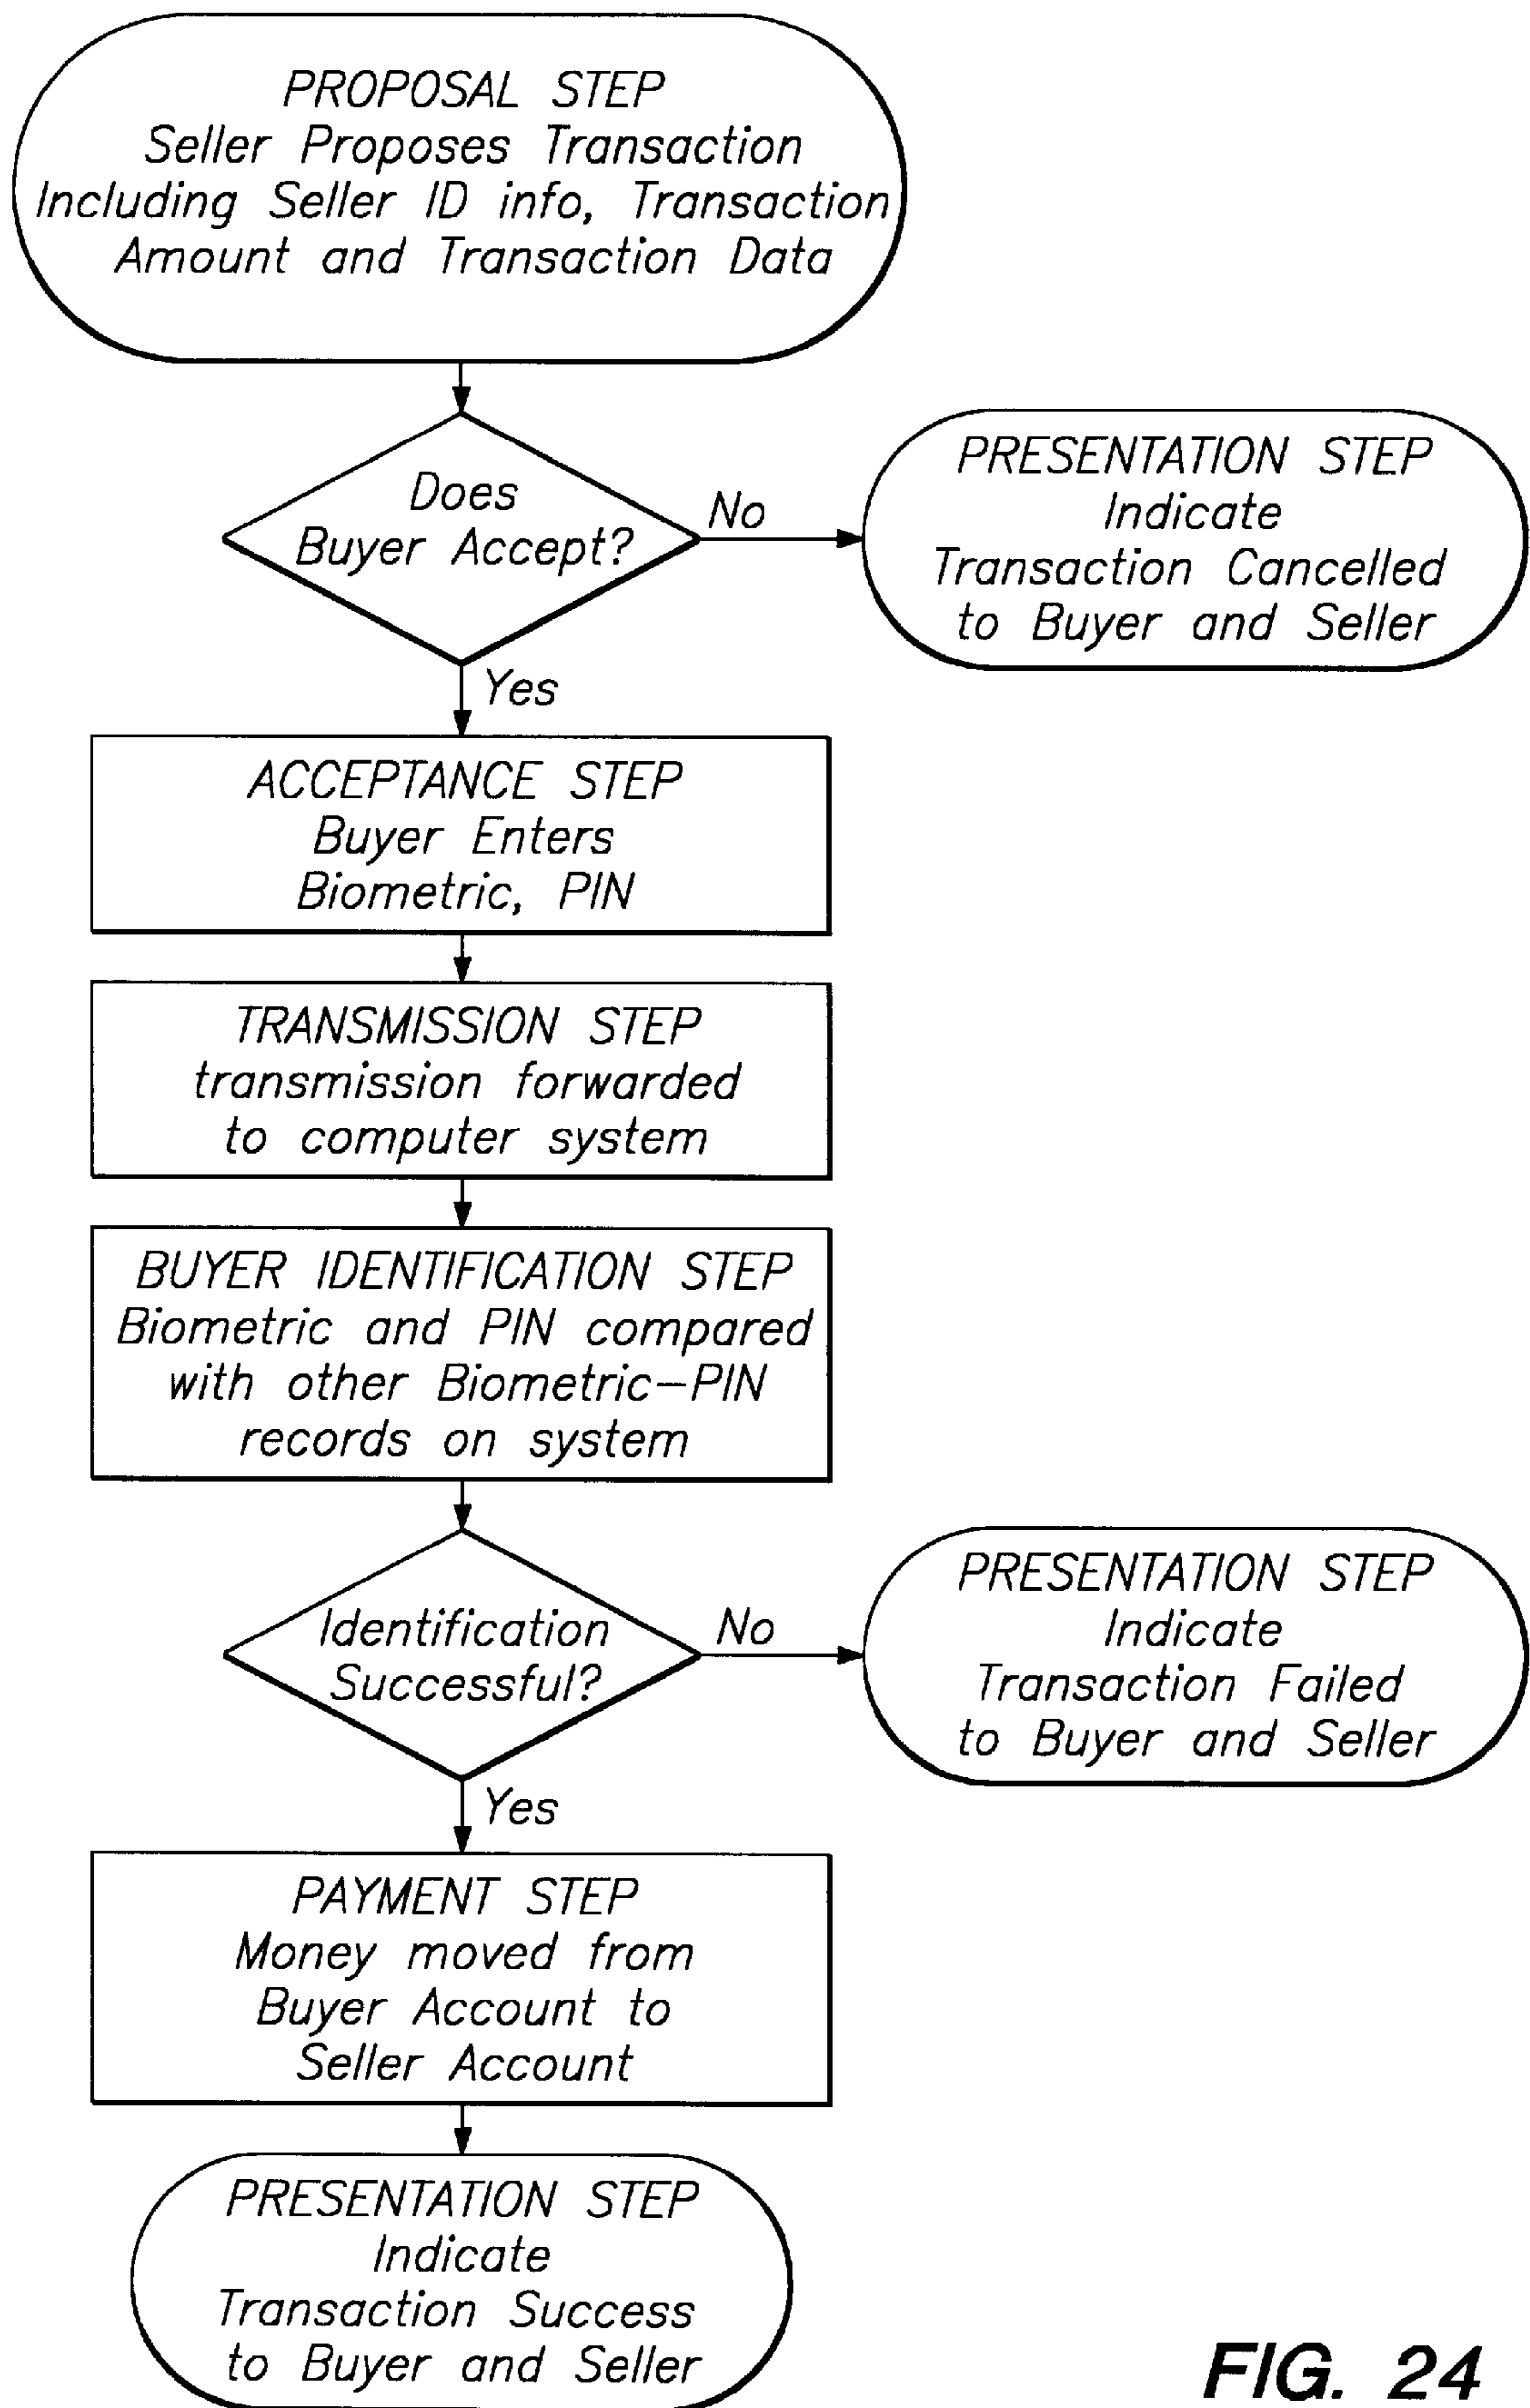 PROPOSAL STEP
Seller Proposes Transaction
Including Seller ID info, Transaction
Amount and Transaction Data
Does
Buyer Accept?
No
PRESENTATION STEP
Indicate
Transaction Cancelled
to Buyer and Seller
Yes
ACCEPTANCE STEP
Buyer Enters
Biometric, PIN
TRANSMISSION STEP
transmission forwarded
to computer system
BUYER IDENTIFICATION STEP
Biometric and PIN compared
with other Biometric-PIN
records on system
Identification
Successful?
No
PRESENTATION STEP
Indicate
Transaction Failed
to Buyer and Seller
Yes
PAYMENT STEP
Money moved from
Buyer Account to
Seller Account
PRESENTATION STEP
Indicate
Transaction Success
to Buyer and Seller
FIG. 24